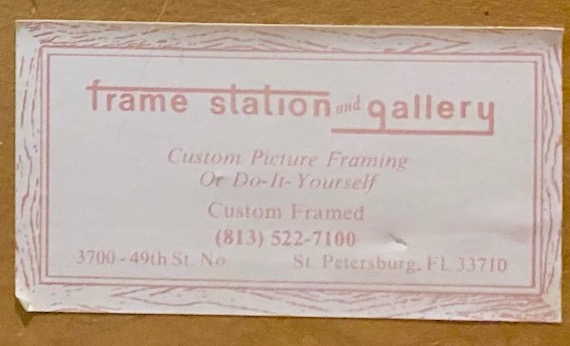 frame station and gallery
Custom Picture Framing
Or Do-It-Yourself
Custom Framed
(813) 522-7100
3700 - 49th St. No. St. Petersburg, FL 33710